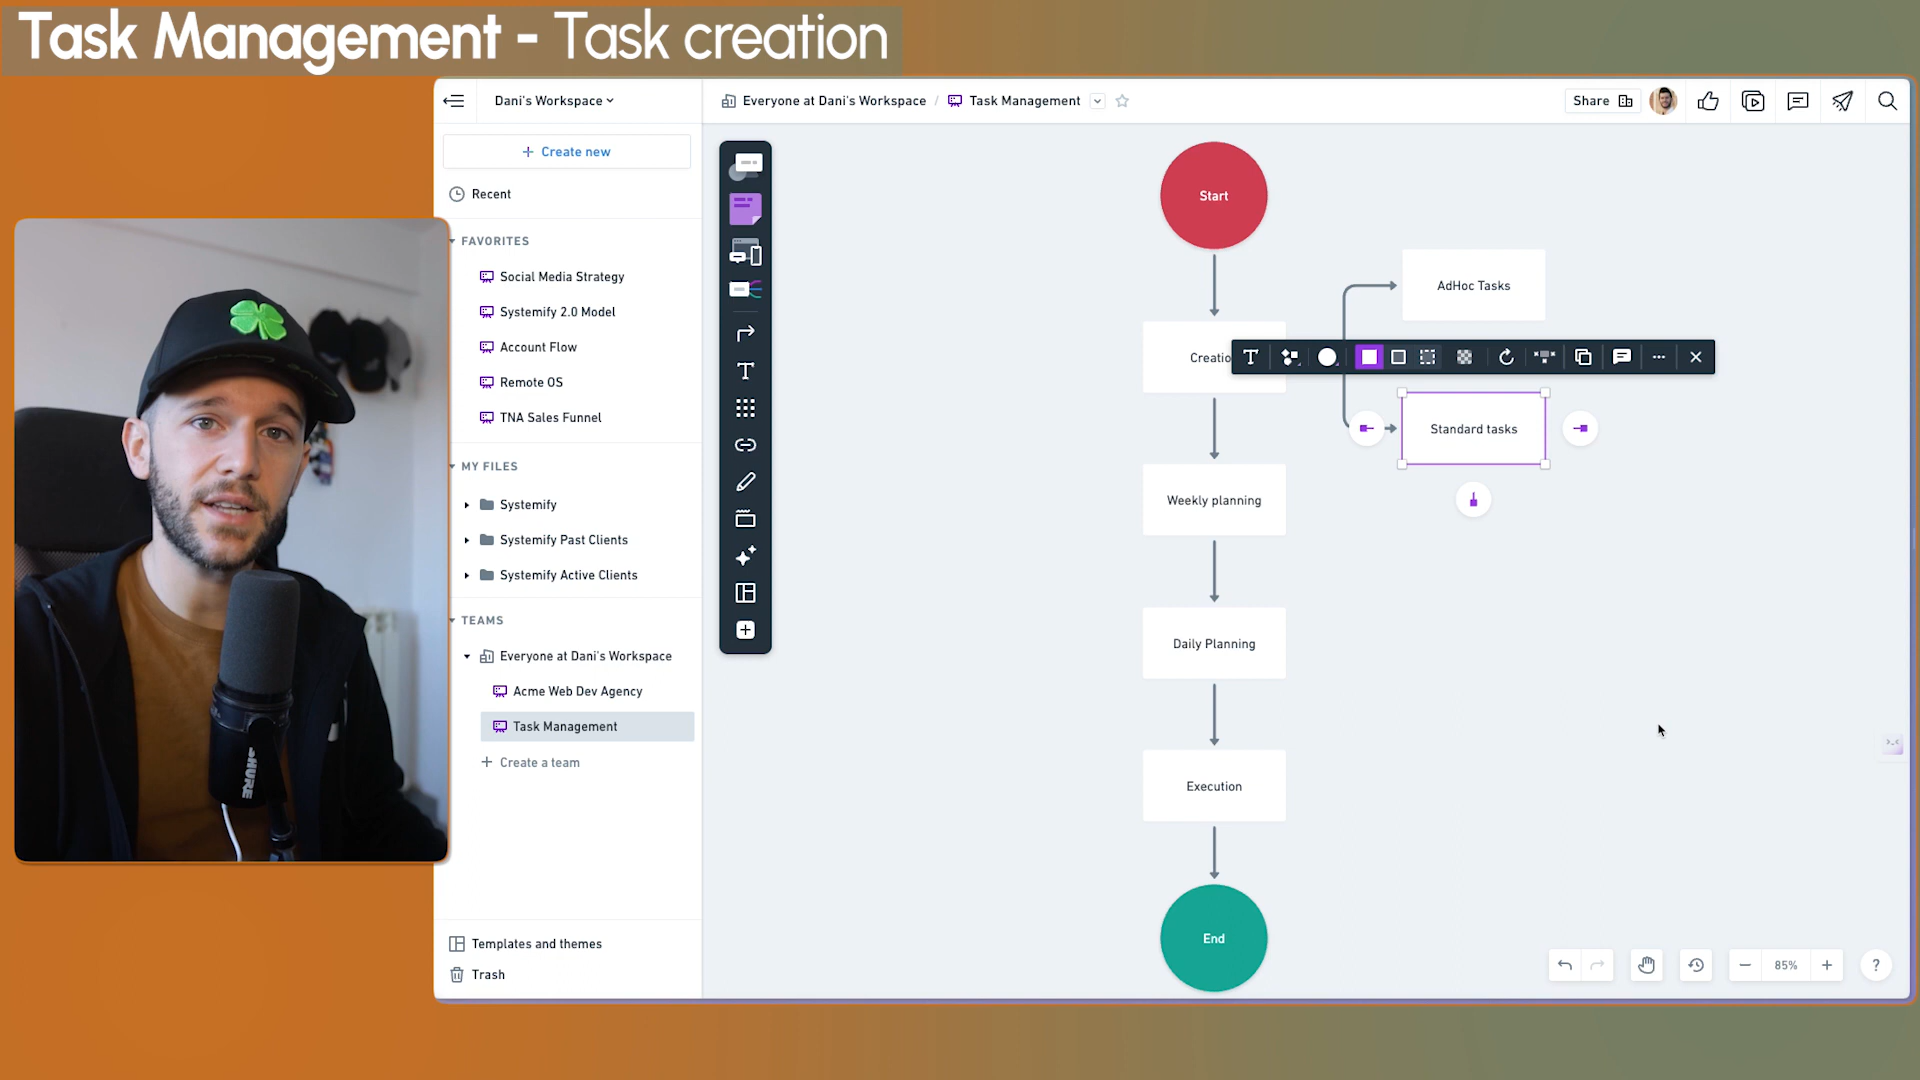 Task Management - Task creation
Dani's Workspace
Everyone at Dani's Workspace / Task Management
Share
Create new
Recent
FAVORITES
Social Media Strategy
Systemify 2.0 Model
Account Flow
Remote OS
TNA Sales Funnel
MY FILES
Systemify
Systemify Past Clients
Systemify Active Clients
TEAMS
Everyone at Dani's Workspace
Acme Web Dev Agency
Task Management
Create a team
Templates and themes
Trash
Start
AdHoc Tasks
Creatio
Standard tasks
Weekly planning
Daily Planning
Execution
End
85%
?
SHURE